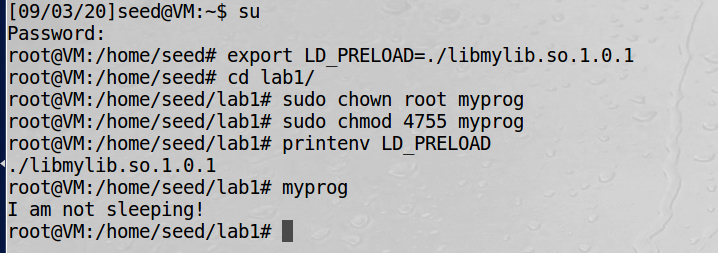 [09/03/20]seed@VM:~$ su
Password:
root@VM:/home/seed# export LD_PRELOAD=./libmylib.so.1.0.1
root@VM:/home/seed# cd lab1/
root@VM:/home/seed/lab1# sudo chown root myprog
root@VM:/home/seed/lab1# sudo chmod 4755 myprog
root@VM:/home/seed/lab1# printenv LD_PRELOAD
./libmylib.so.1.0.1
root@VM:/home/seed/lab1# myprog
I am not sleeping!
root@VM:/home/seed/lab1#